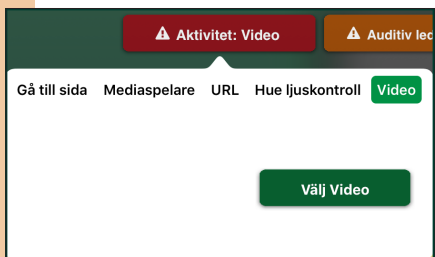 Aktivitet: Video
Auditiv led
Gå till sida Mediaspelare URL Hue ljuskontroll Video
Välj Video